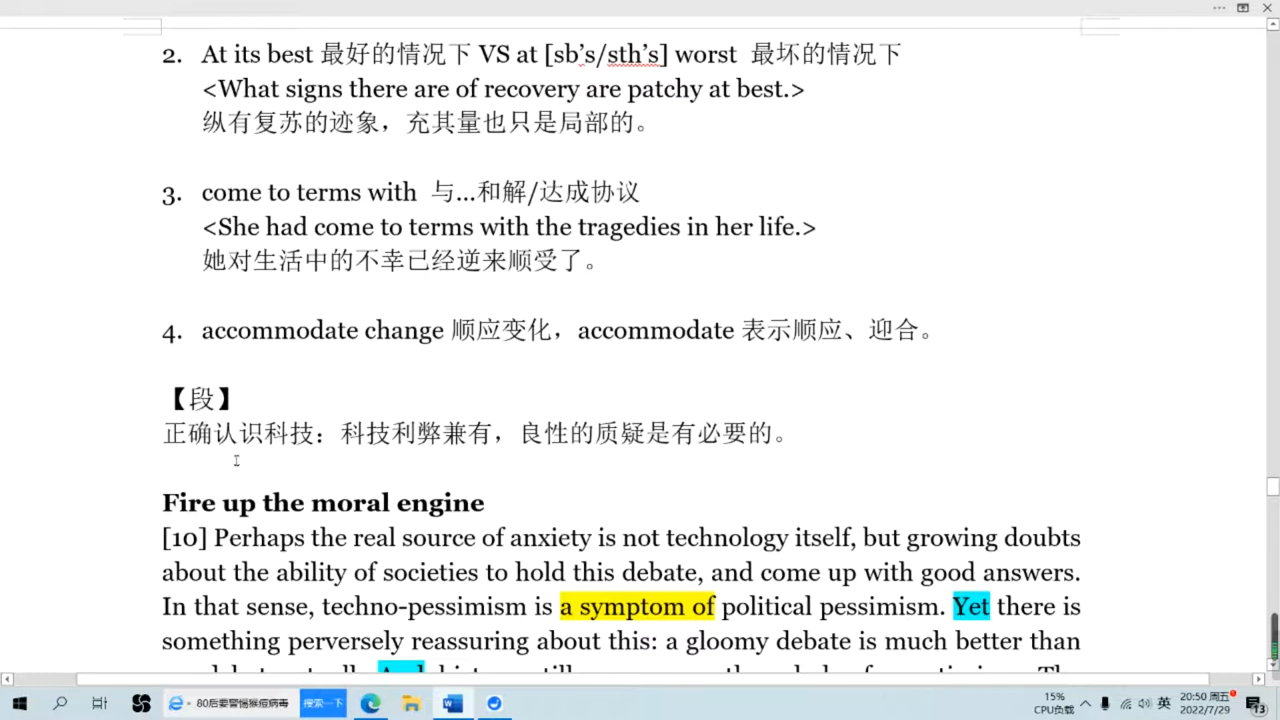 2. At its best 最好的情况下 VS at [sb's/sth's] worst 最坏的情况下
<What signs there are of recovery are patchy at best.>
纵有复苏的迹象，充其量也只是局部的。
3. come to terms with 与...和解/达成协议
<She had come to terms with the tragedies in her life.>
她对生活中的不幸已经逆来顺受了。
4. accommodate change 顺应变化，accommodate 表示顺应、迎合。
【段】
正确认识科技：科技利弊兼有，良性的质疑是有必要的。
Fire up the moral engine
[10] Perhaps the real source of anxiety is not technology itself, but growing doubts
about the ability of societies to hold this debate, and come up with good answers.
In that sense, techno-pessimism is a symptom of political pessimism. Yet there is
something perversely reassuring about this: a gloomy debate is much better than
80后要警惕猴痘病毒 搜索一下
15%
CPU负载
英
20:50 周五
2022/7/29
13